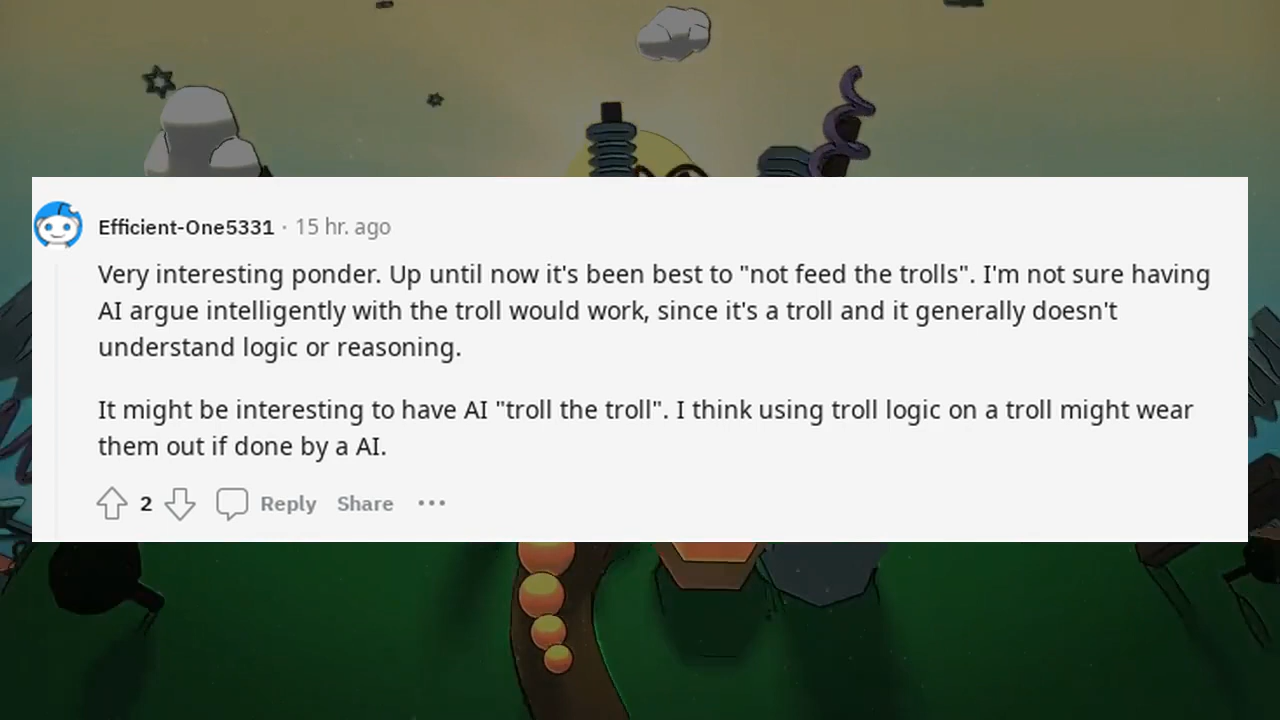 Efficient-One5331 · 15 hr. ago
Very interesting ponder. Up until now it's been best to "not feed the trolls". I'm not sure having
AI argue intelligently with the troll would work, since it's a troll and it generally doesn't
understand logic or reasoning.
It might be interesting to have AI "troll the troll". I think using troll logic on a troll might wear
them out if done by a AI.
2 Reply Share ···